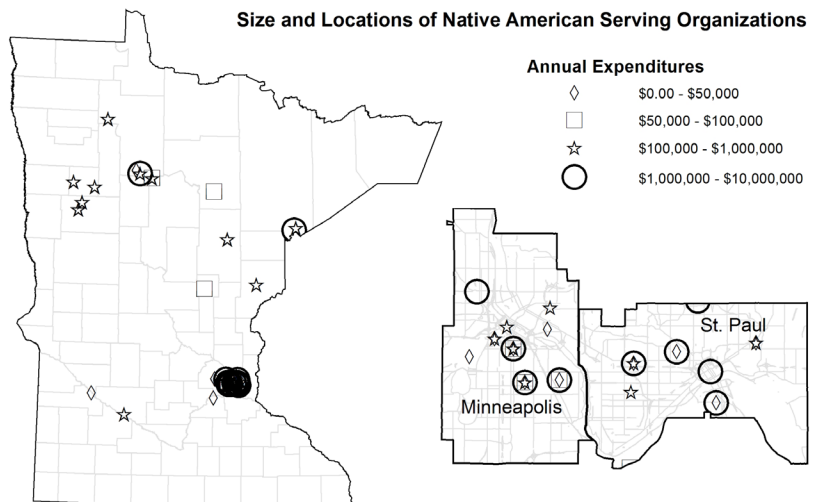 Size and Locations of Native American Serving Organizations
Annual Expenditures
$0.00 - $50,000
$50,000 - $100,000
$100,000 - $1,000,000
$1,000,000 - $10,000,000
St. Paul
Minneapolis